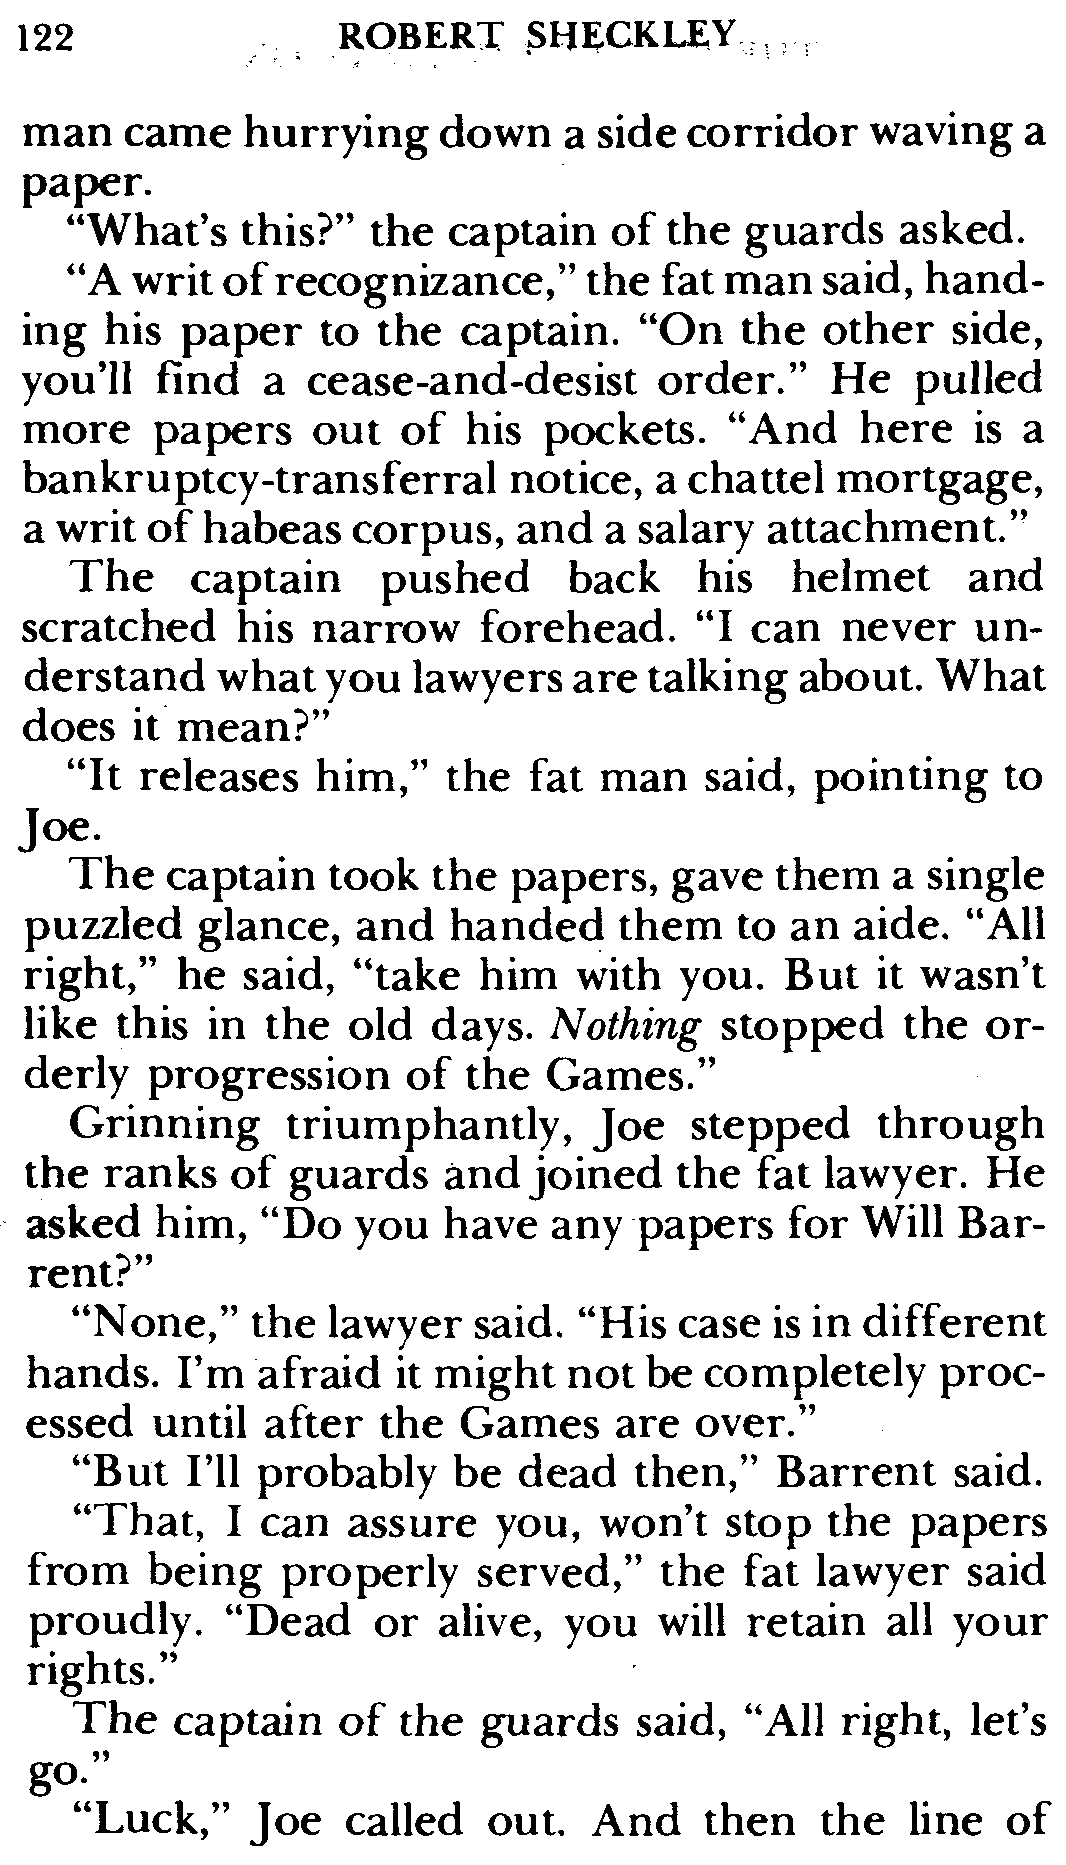 122 ROBERT SHECKLEY
man came hurrying down a side corridor waving a
paper.
“What’s this?” the captain of the guards asked.
“A writ of recognizance,” the fat man said, hand-
ing his paper to the captain. “On the other side,
you’ll find a cease-and-desist order.” He pulled
more papers out of his pockets. “And here is a
bankruptcy-transferral notice, a chattel mortgage,
a writ of habeas corpus, and a salary attachment.”
The captain pushed back his helmet and
scratched his narrow forehead. “I can never un-
derstand what you lawyers are talking about. What
does it mean?”
“It releases him,” the fat man said, pointing to
Joe.
The captain took the papers, gave them a single
puzzled glance, and handed them to an aide. “All
right,” he said, “take him with you. But it wasn’t
like this in the old days. Nothing stopped the or-
derly progression of the Games.”
Grinning triumphantly, Joe stepped through
the ranks of guards and joined the fat lawyer. He
asked him, “Do you have any papers for Will Bar-
rent?”
“None,” the lawyer said. “His case is in different
hands. I’m afraid it might not be completely proc-
essed until after the Games are over.”
“But I’ll probably be dead then,” Barrent said.
“That, I can assure you, won’t stop the papers
from being properly served,” the fat lawyer said
proudly. “Dead or alive, you will retain all your
rights.”
The captain of the guards said, “All right, let’s
go.”
“Luck,” Joe called out. And then the line of